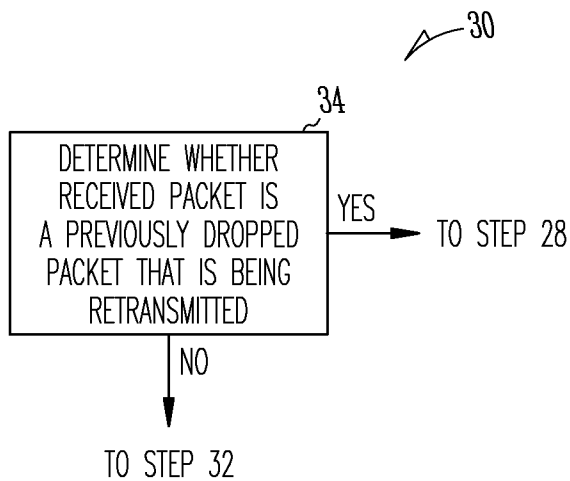 30
34
DETERMINE WHETHER
RECEIVED PACKET IS
A PREVIOUSLY DROPPED
PACKET THAT IS BEING
RETRANSMITTED
YES
TO STEP 28
NO
TO STEP 32